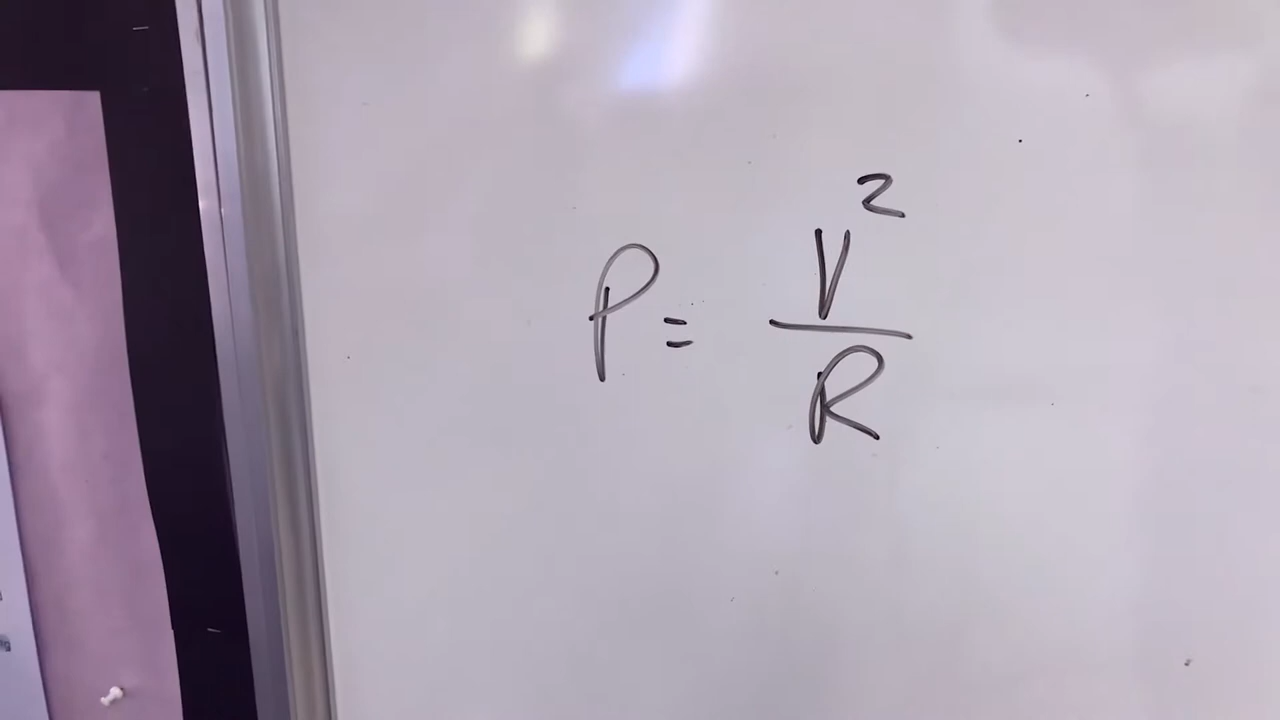 P = V²/R